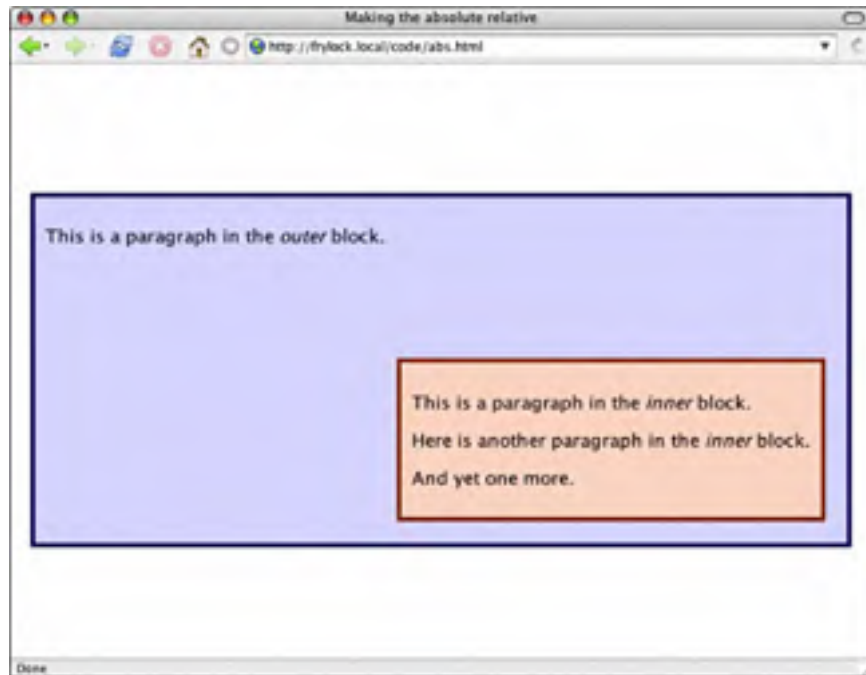 Making the absolute relative
http://frylock.local/code/abs.html
This is a paragraph in the outer block.
This is a paragraph in the inner block.
Here is another paragraph in the inner block.
And yet one more.
Done